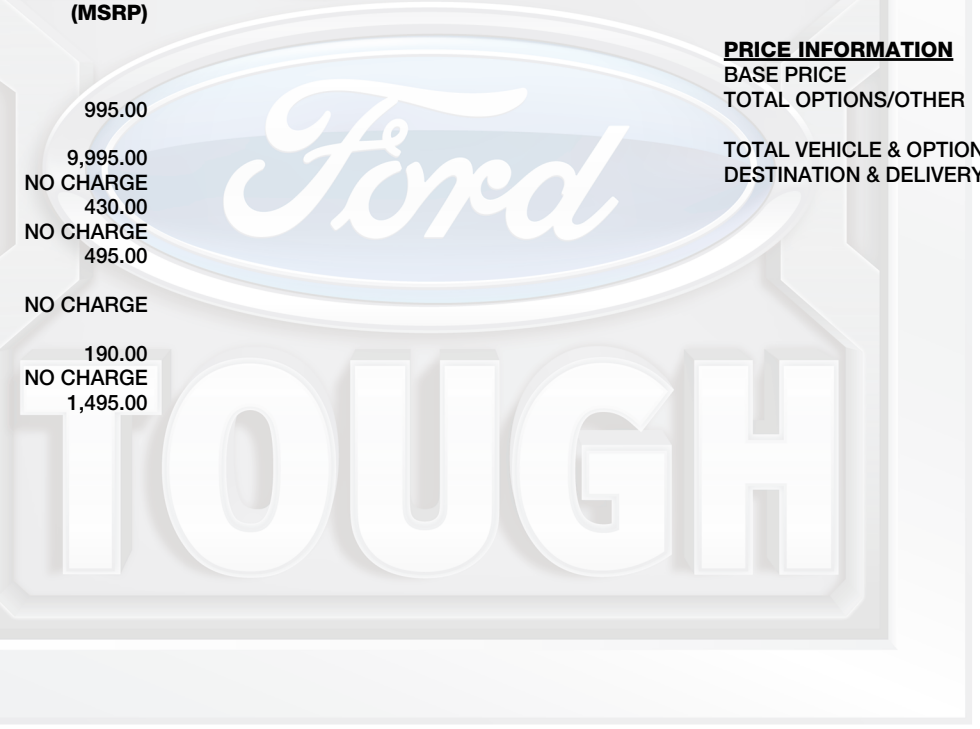 (MSRP)
995.00
9,995.00
NO CHARGE
430.00
NO CHARGE
495.00
NO CHARGE
190.00
NO CHARGE
1,495.00
PRICE INFORMATION
BASE PRICE
TOTAL OPTIONS/OTHER
TOTAL VEHICLE & OPTION
DESTINATION & DELIVERY
Ford
TOUGH